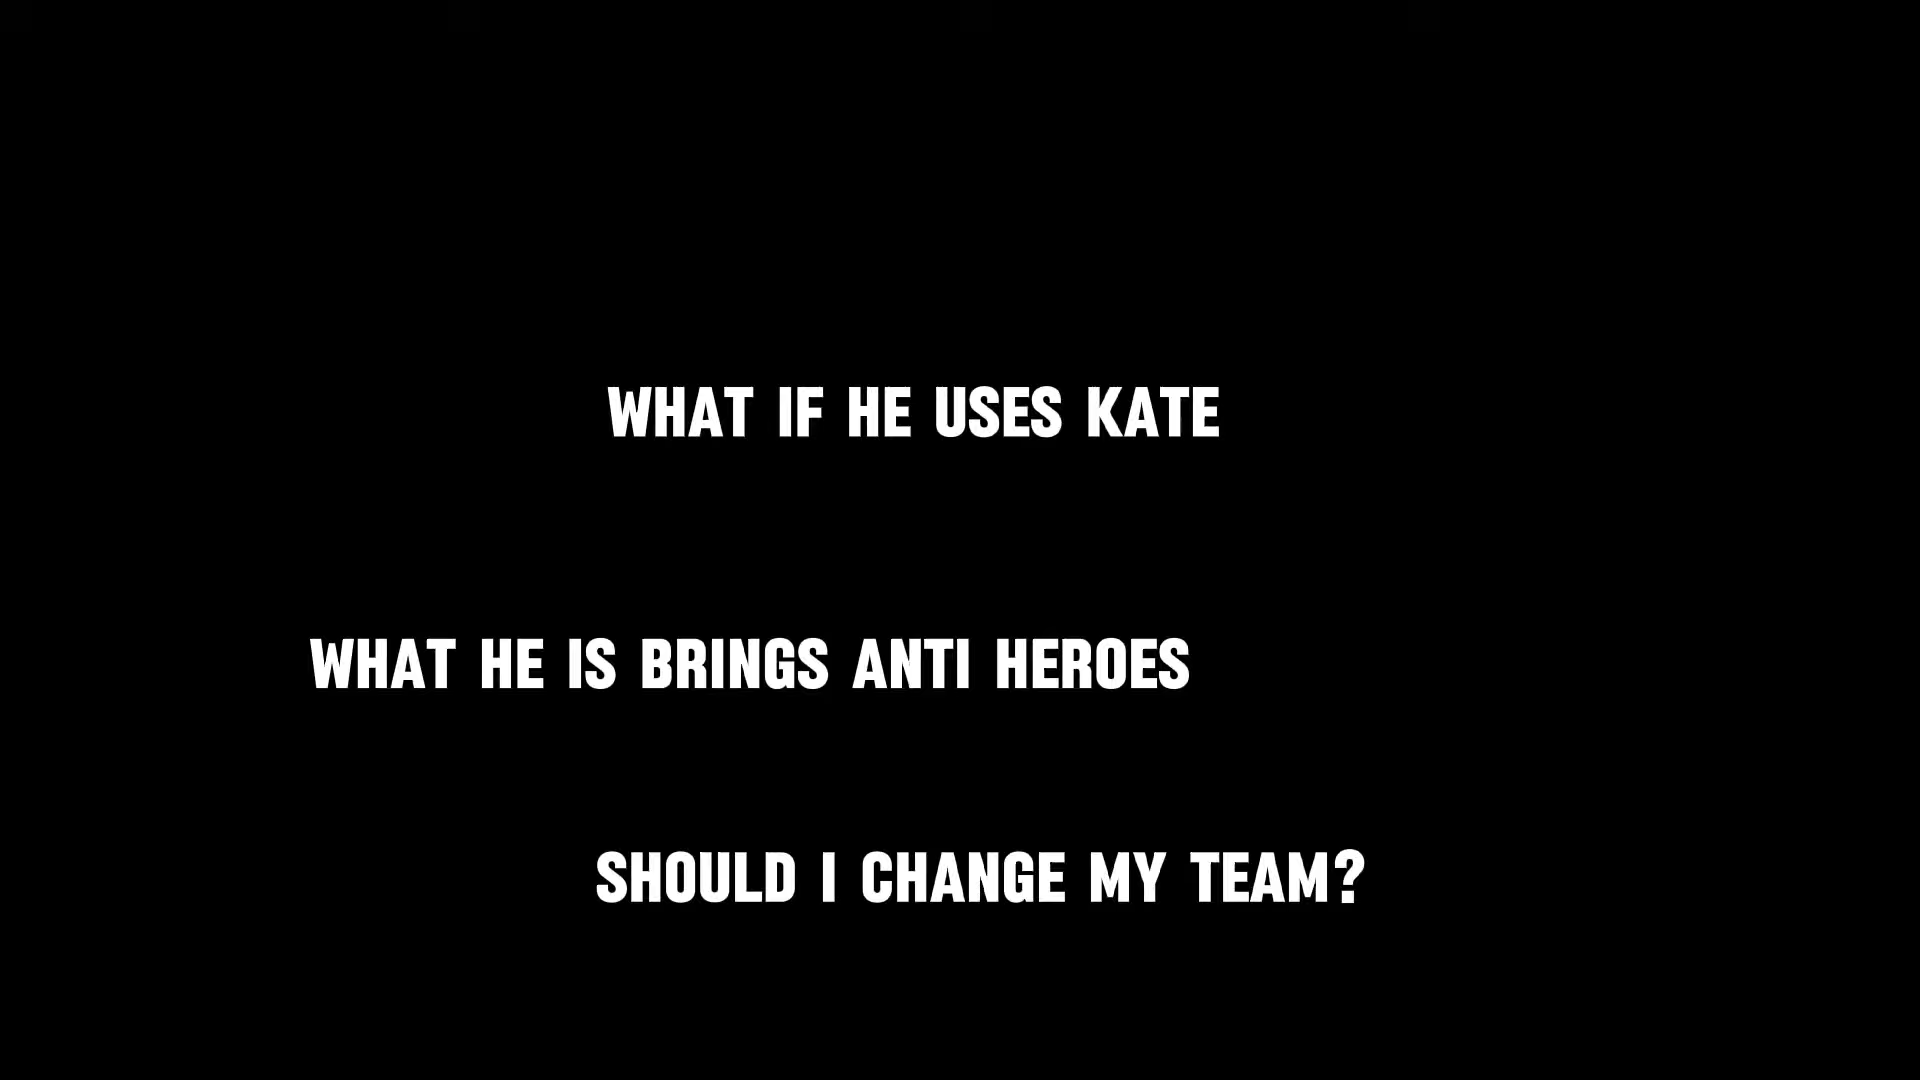 WHAT IF HE USES KATE
WHAT HE IS BRINGS ANTI HEROES
SHOULD I CHANGE MY TEAM?